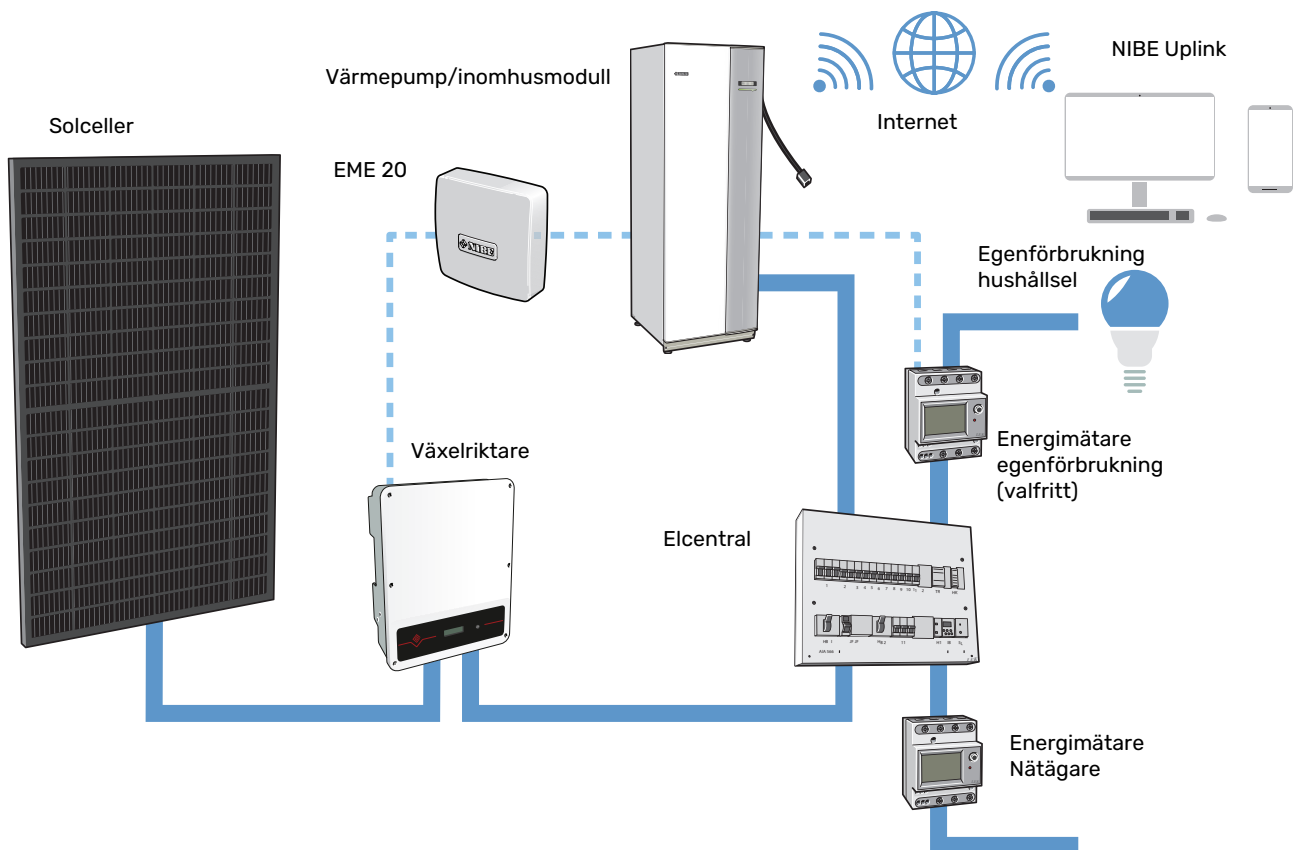 NIBE Uplink
Värmepump/inomhusmodull
Internet
Solceller
EME 20
NIBE
Egenförbrukning
hushållsel
Växelriktare
Energimätare
egenförbrukning
(valfritt)
Elcentral
Energimätare
Nätägare